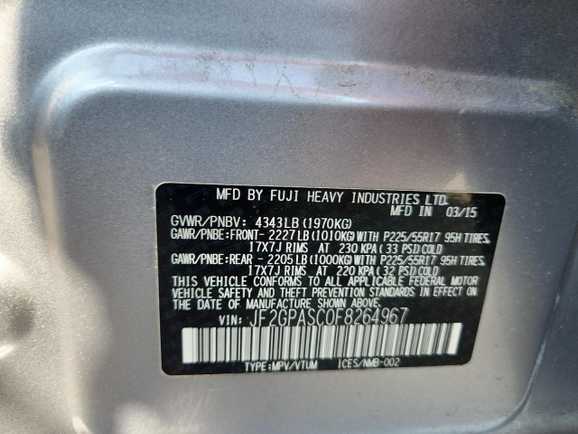 MFD BY FUJI HEAVY INDUSTRIES LTD.
MFD IN 03/15
GVWR/PNBV: 4343LB(1970KG)
GAWR/PNBE:FRONT- 2227LB(1010KG)WITH P225/55R17 95H TIRES,
17X7J RIMS AT 230 KPA(33 PSI)COLD
GAWR/PNBE:REAR - 2205LB(1000KG)WITH P225/55R17 95H TIRES,
17X7J RIMS AT 220 KPA(32 PSI)COLD
THIS VEHICLE CONFORMS TO ALL APPLICABLE FEDERAL MOTOR
VEHICLE SAFETY AND THEFT PREVENTION STANDARDS IN EFFECT ON
THE DATE OF MANUFACTURE SHOWN ABOVE.
VIN: JF2GPASC0F8264967
TYPE:MPV/VTUM ICES/NMB-002